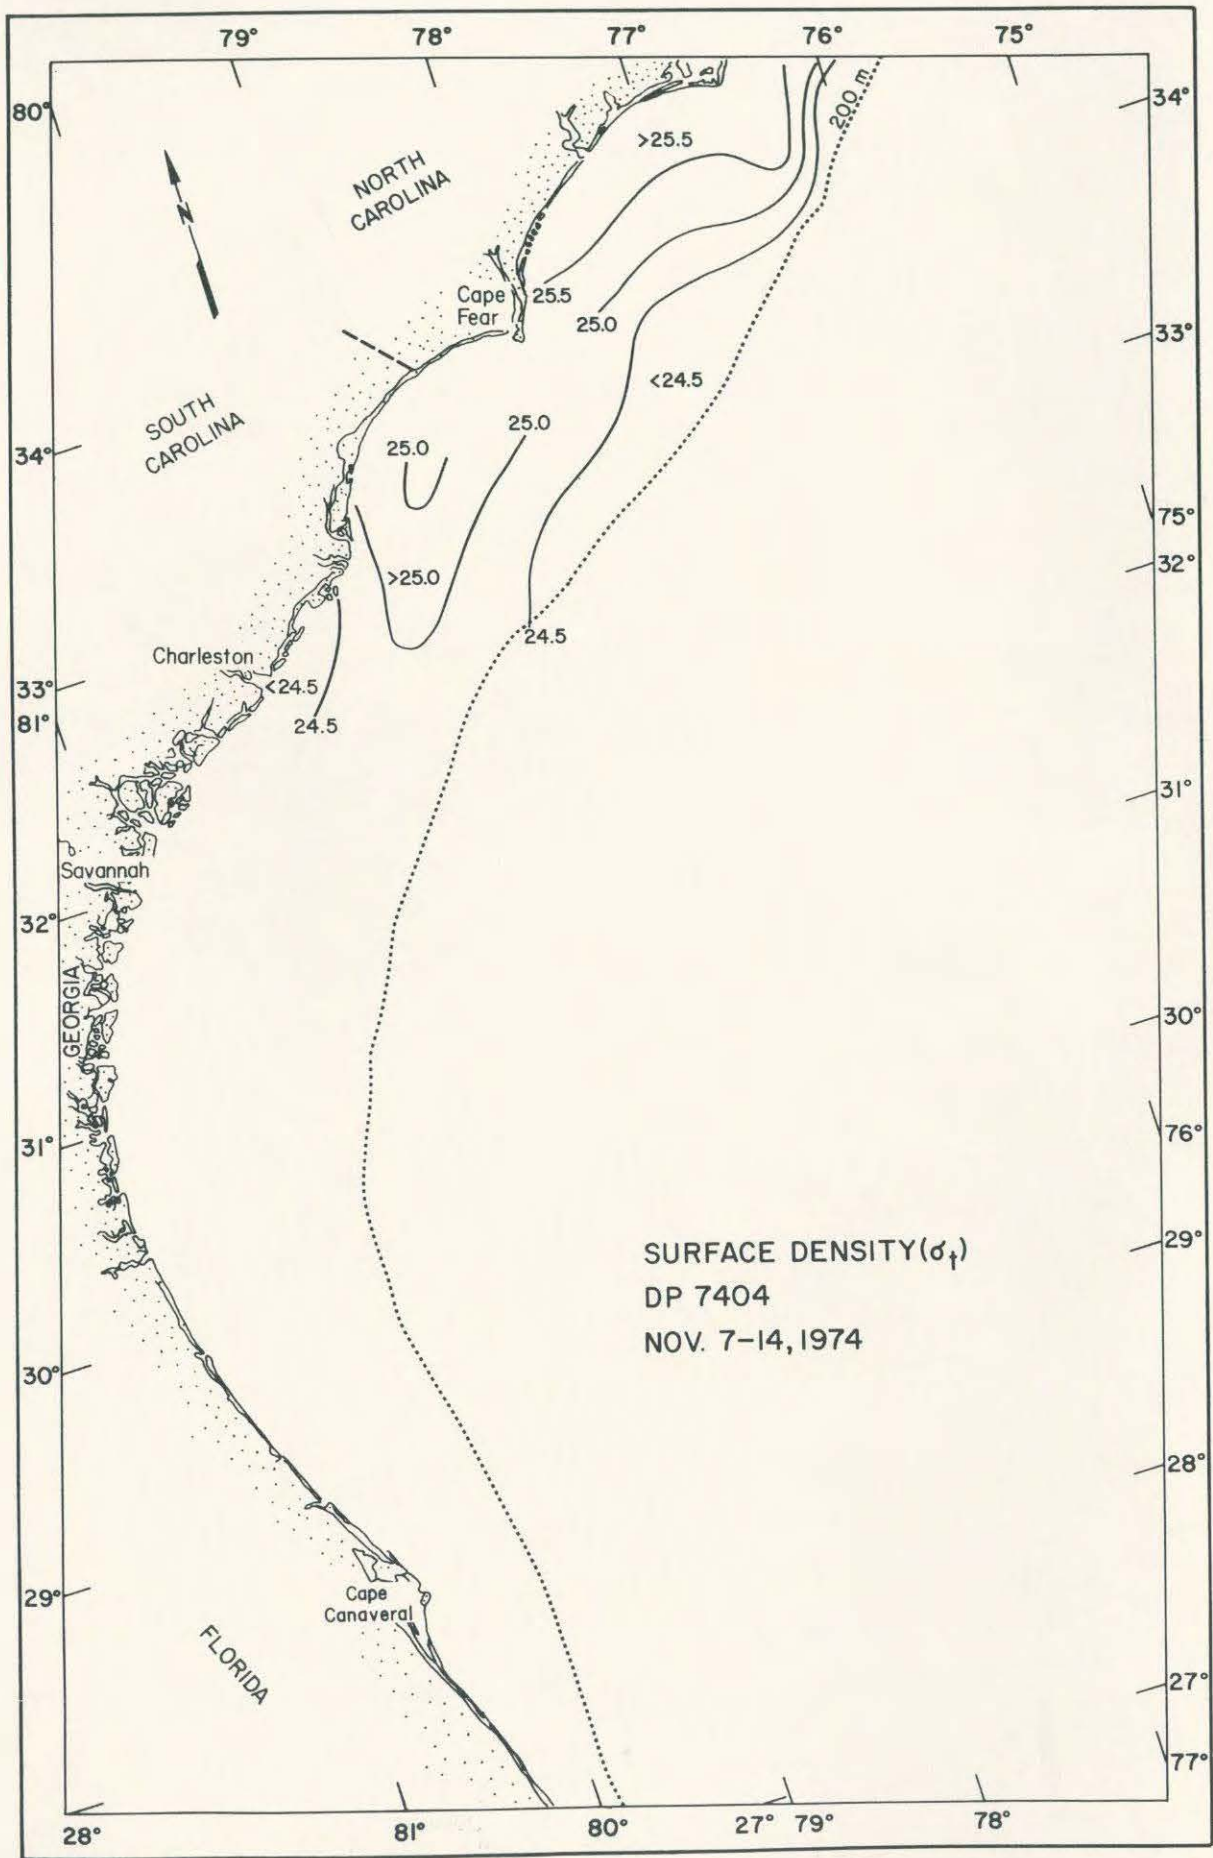 79° 78° 77° 76° 75°
80°
34°
200 m
>25.5
N
NORTH
CAROLINA
Cape
Fear
25.5
25.0
33°
<24.5
SOUTH
CAROLINA
25.0
25.0
34°
75°
32°
>25.0
24.5
Charleston
<24.5
33°
81°
24.5
31°
Savannah
32°
GEORGIA
30°
31°
76°
29°
SURFACE DENSITY (σt)
DP 7404
NOV. 7-14, 1974
30°
28°
29°
Cape
Canaveral
FLORIDA
27°
77°
28° 81° 80° 27° 79° 78°